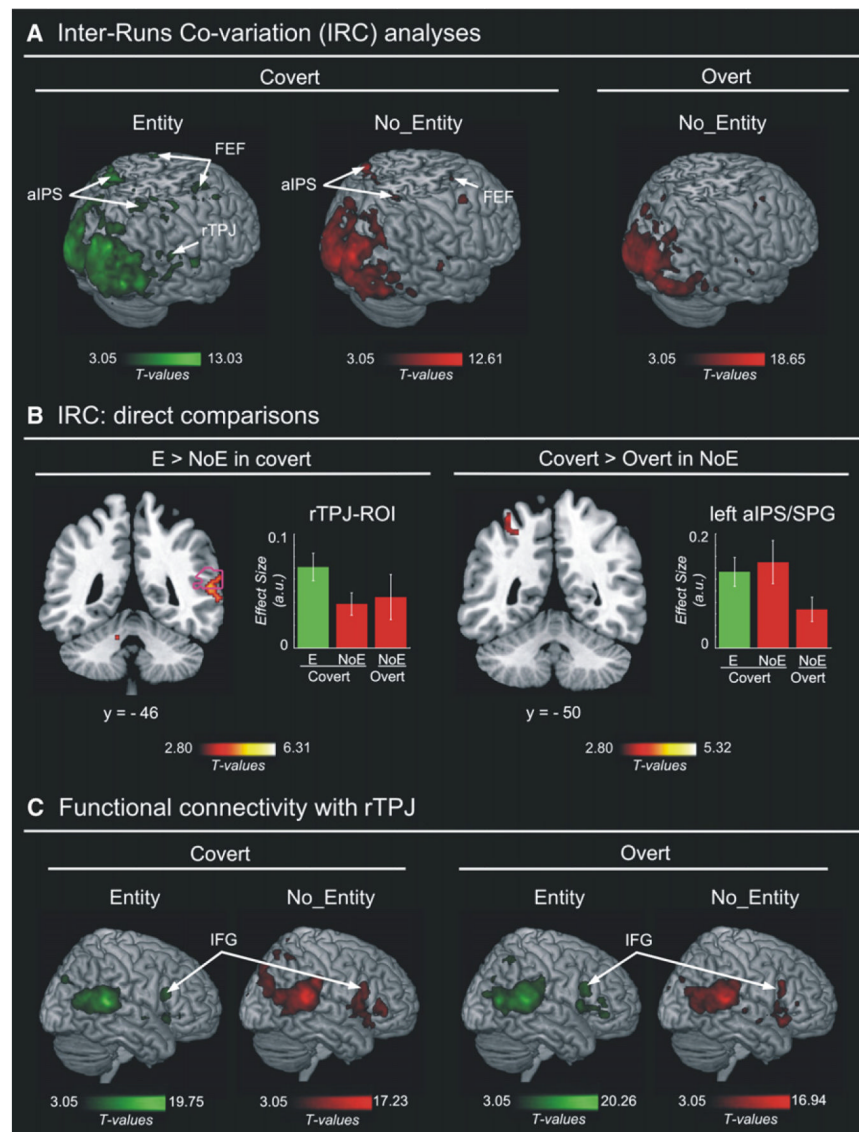 A Inter-Runs Co-variation (IRC) analyses
Covert
Overt
Entity
No_Entity
No_Entity
FEF
aIPS
rTPJ
aIPS
FEF
3.05 13.03
T-values
3.05 12.61
T-values
3.05 18.65
T-values
B IRC: direct comparisons
E > NoE in covert
Covert > Overt in NoE
rTPJ-ROI
0.1
Effect Size
(a.u.)
0
E NoE NoE
Covert Overt
y = - 46
2.80 6.31
T-values
left aIPS/SPG
0.2
Effect Size
(a.u.)
0
E NoE NoE
Covert Overt
y = - 50
2.80 5.32
T-values
C Functional connectivity with rTPJ
Covert
Overt
Entity
No_Entity
Entity
No_Entity
IFG
IFG
3.05 19.75
T-values
3.05 17.23
T-values
3.05 20.26
T-values
3.05 16.94
T-values